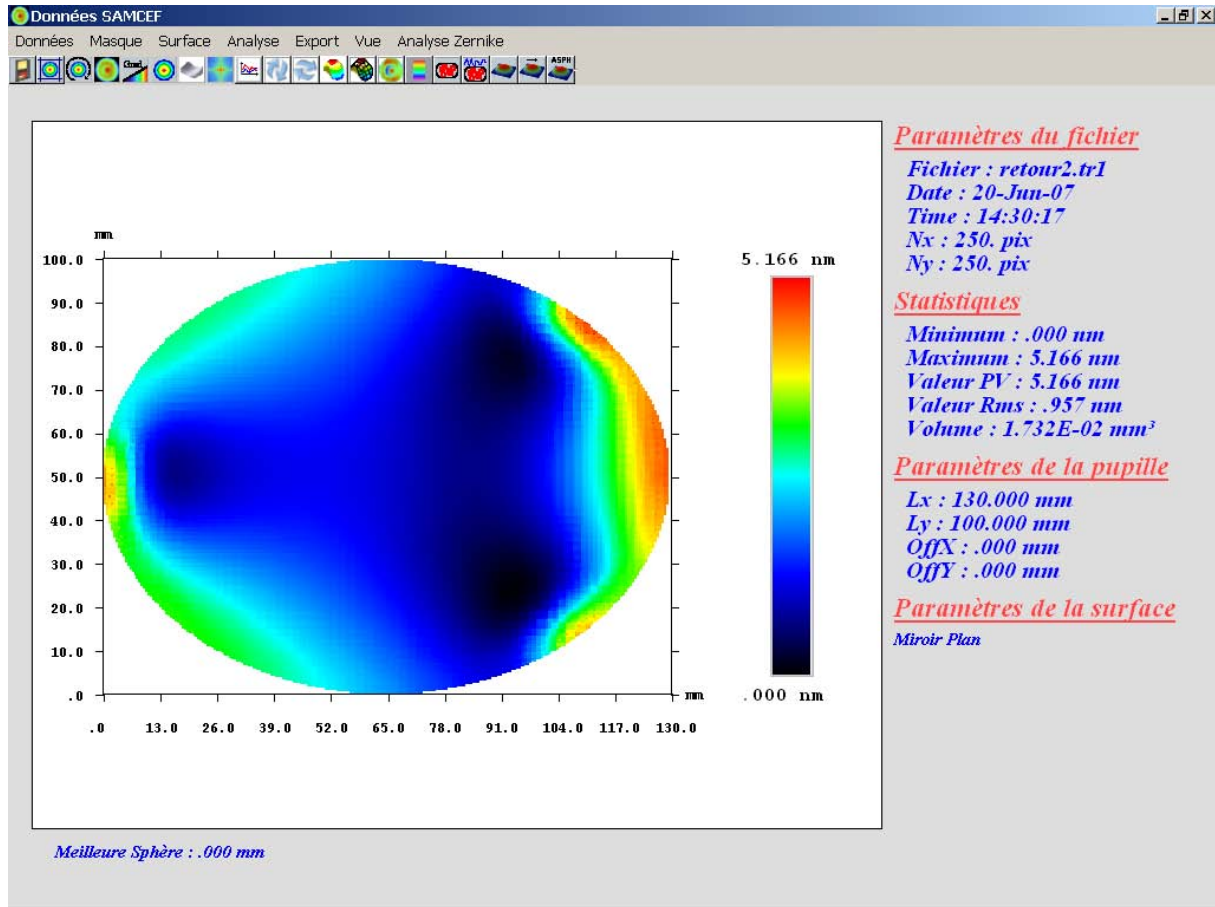 Données SAMCEF
Données Masque Surface Analyse Export Vue Analyse Zernike
Grad
ASPH
Paramètres du fichier
Fichier : retour2.tr1
Date : 20-Jun-07
Time : 14:30:17
Nx : 250. pix
Ny : 250. pix
Statistiques
Minimum : .000 nm
Maximum : 5.166 nm
Valeur PV : 5.166 nm
Valeur Rms : .957 nm
Volume : 1.732E-02 mm³
Paramètres de la pupille
Lx : 130.000 mm
Ly : 100.000 mm
OffX : .000 mm
OffY : .000 mm
Paramètres de la surface
Miroir Plan
mm
100.0
90.0
80.0
70.0
60.0
50.0
40.0
30.0
20.0
10.0
.0
mm
.0 13.0 26.0 39.0 52.0 65.0 78.0 91.0 104.0 117.0 130.0
5.166 nm
.000 nm
Meilleure Sphère : .000 mm